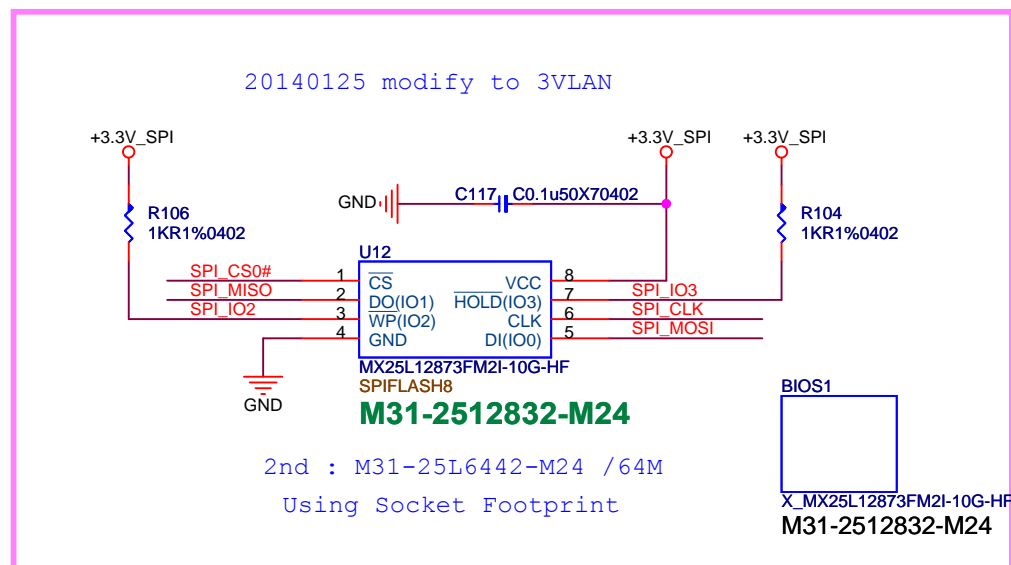 20140125 modify to 3VLAN
+3.3V_SPI
+3.3V_SPI
+3.3V_SPI
GND
C117
C0.1u50X70402
R106
1KR1%0402
R104
1KR1%0402
U12
SPI_CS0#
1
CS
VCC
8
SPI_MISO
2
DO(IO1)
HOLD(IO3)
7
SPI_IO3
SPI_IO2
3
WP(IO2)
CLK
6
SPI_CLK
4
GND
DI(IO0)
5
SPI_MOSI
MX25L12873FM2I-10G-HF
SPIFLASH8
M31-2512832-M24
GND
BIOS1
2nd : M31-25L6442-M24 /64M
Using Socket Footprint
X_MX25L12873FM2I-10G-HF
M31-2512832-M24